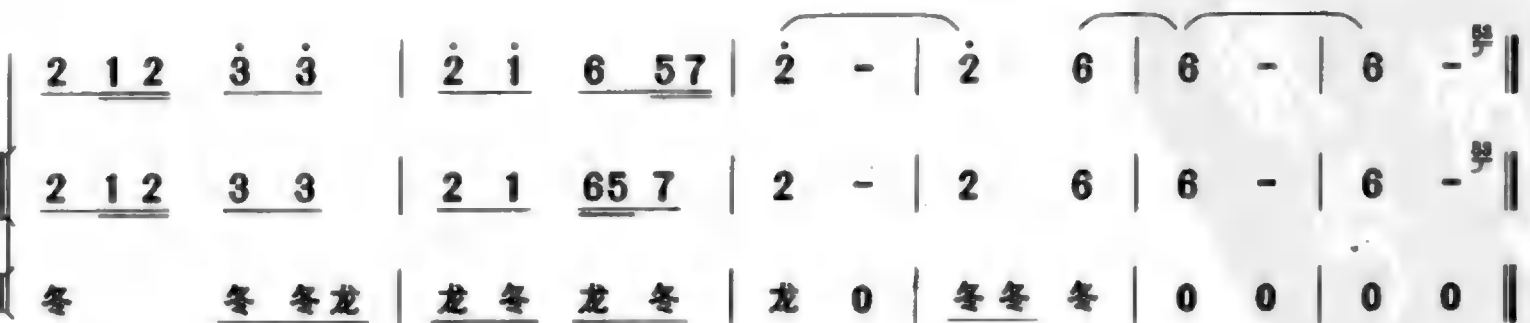 2 1 2 3̇ 3̇ | 2̇ 1̇ 6 5 7 | 2̇ - | 2̇ 6 | 6 - | 6 - ‖
2 1 2 3 3 | 2 1 6 5 7 | 2 - | 2 6 | 6 - | 6 - ‖
冬 冬 冬 龙 | 龙 冬 龙 冬 | 龙 0 | 冬 冬 冬 | 0 0 | 0 0 ‖